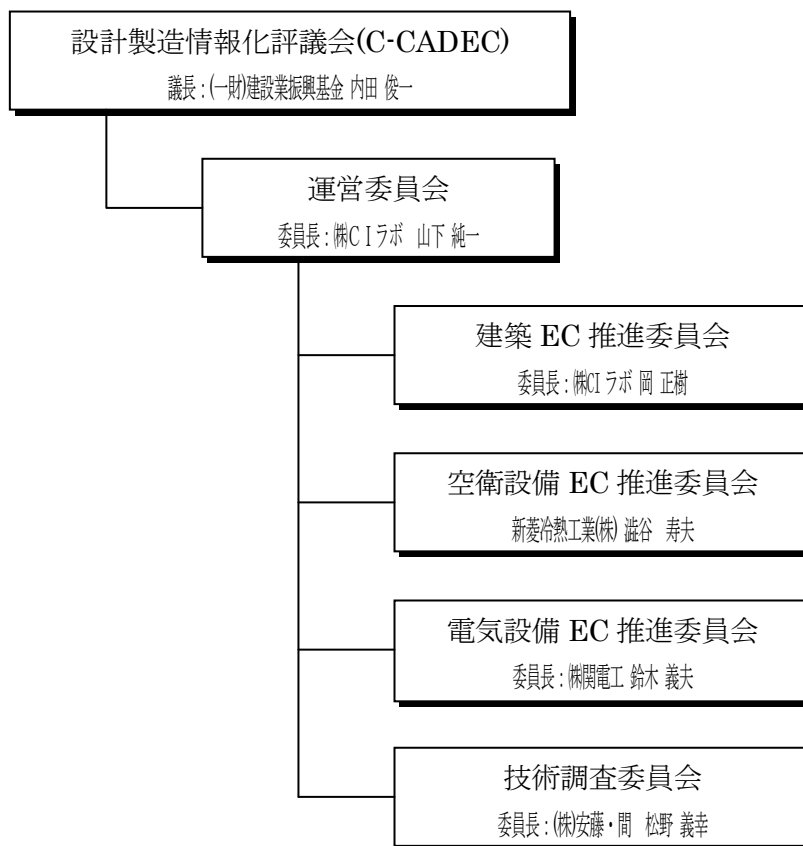 設計製造情報化評議会(C-CADEC)
議長：(一財)建設業振興基金 内田 俊一
運営委員会
委員長：㈱ＣＩラボ　山下 純一
建築 EC 推進委員会
委員長：㈱CI ラボ 岡 正樹
空衛設備 EC 推進委員会
新菱冷熱工業(株) 澁谷　寿夫
電気設備 EC 推進委員会
委員長：㈱関電工 鈴木 義夫
技術調査委員会
委員長：(株)安藤・間　松野 義幸